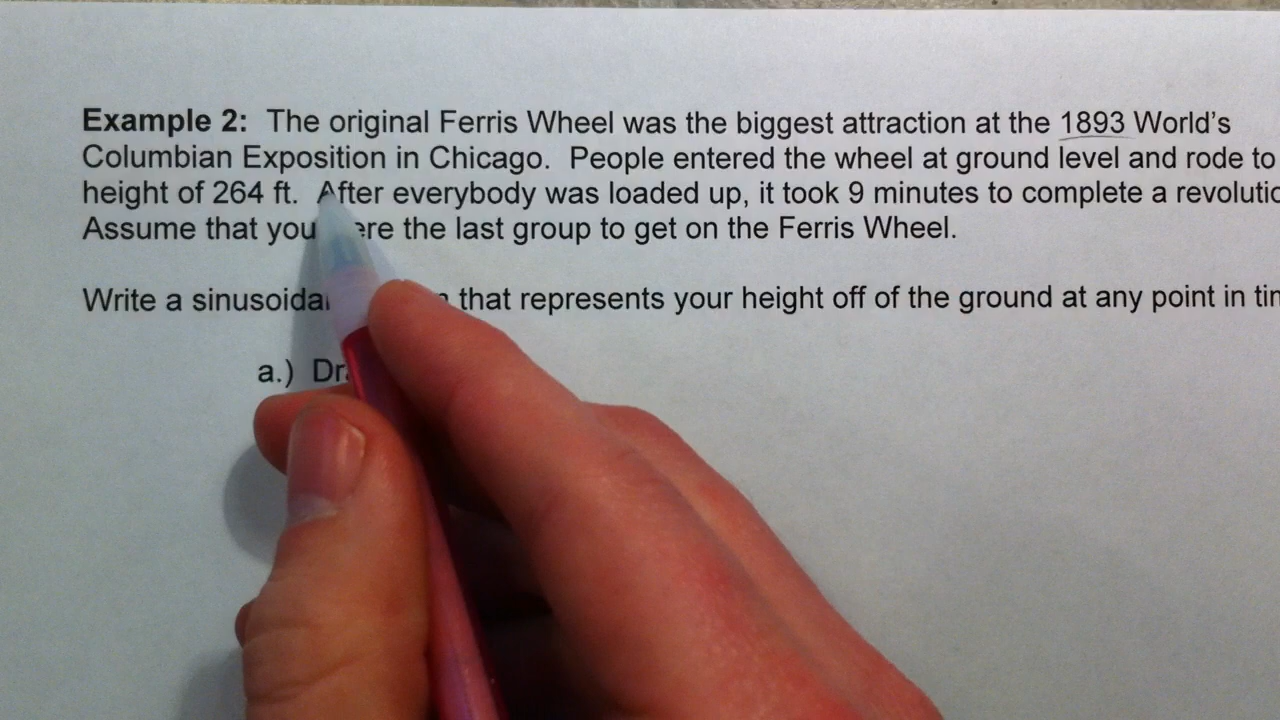 Example 2: The original Ferris Wheel was the biggest attraction at the 1893 World's
Columbian Exposition in Chicago. People entered the wheel at ground level and rode to
height of 264 ft. After everybody was loaded up, it took 9 minutes to complete a
Assume that you the last group to get on the Ferris Wheel.
Write a that represents your height off of the ground at any point in
a.)